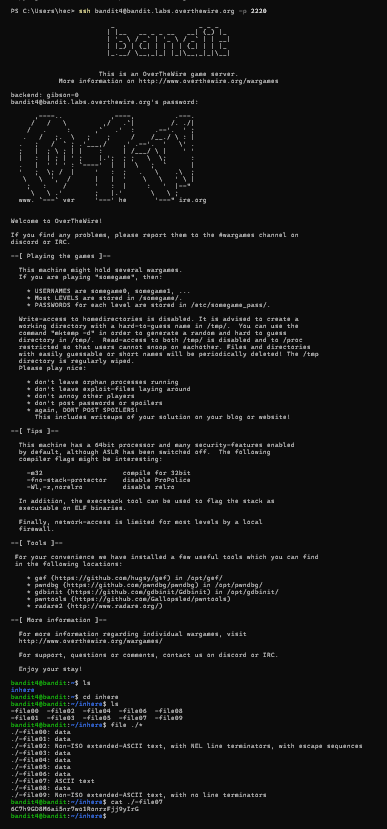 PS C:\Users\hec> ssh bandit4@bandit.labs.overthewire.org -p 2220
This is an OverTheWire game server.
More information on http://www.overthewire.org/wargames
backend: gibson-0
bandit4@bandit.labs.overthewire.org's password:
www. ver he ire.org
Welcome to OverTheWire!
If you find any problems, please report them to the #wargames channel on
discord or IRC.
--[ Playing the games ]--
This machine might hold several wargames.
If you are playing "somegame", then:
* USERNAMES are somegame0, somegame1, ...
* Most LEVELS are stored in /somegame/.
* PASSWORDS for each level are stored in /etc/somegame_pass/.
Write-access to homedirectories is disabled. It is advised to create a
working directory with a hard-to-guess name in /tmp/. You can use the
command "mktemp -d" in order to generate a random and hard to guess
directory in /tmp/. Read-access to both /tmp/ is disabled and to /proc
restricted so that users cannot snoop on eachother. Files and directories
with easily guessable or short names will be periodically deleted! The /tmp
directory is regularly wiped.
Please play nice:
* don't leave orphan processes running
* don't leave exploit-files laying around
* don't annoy other players
* don't post passwords or spoilers
* again, DONT POST SPOILERS!
This includes writeups of your solution on your blog or website!
--[ Tips ]--
This machine has a 64bit processor and many security-features enabled
by default, although ASLR has been switched off. The following
compiler flags might be interesting:
-m32 compile for 32bit
-fno-stack-protector disable ProPolice
-Wl,-z,norelro disable relro
In addition, the execstack tool can be used to flag the stack as
executable on ELF binaries.
Finally, network-access is limited for most levels by a local
firewall.
--[ Tools ]--
For your convenience we have installed a few useful tools which you can find
in the following locations:
* gef (https://github.com/hugsy/gef) in /opt/gef/
* pwndbg (https://github.com/pwndbg/pwndbg) in /opt/pwndbg/
* gdbinit (https://github.com/gdbinit/Gdbinit) in /opt/gdbinit/
* pwntools (https://github.com/Gallopsled/pwntools)
* radare2 (http://www.radare.org/)
--[ More information ]--
For more information regarding individual wargames, visit
http://www.overthewire.org/wargames/
For support, questions or comments, contact us on discord or IRC.
Enjoy your stay!
bandit4@bandit:~$ ls
inhere
bandit4@bandit:~$ cd inhere
bandit4@bandit:~/inhere$ ls
-file00 -file02 -file04 -file06 -file08
-file01 -file03 -file05 -file07 -file09
bandit4@bandit:~/inhere$ file ./*
./-file00: data
./-file01: data
./-file02: Non-ISO extended-ASCII text, with NEL line terminators, with escape sequences
./-file03: data
./-file04: data
./-file05: data
./-file06: data
./-file07: ASCII text
./-file08: data
./-file09: Non-ISO extended-ASCII text, with no line terminators
bandit4@bandit:~/inhere$ cat ./-file07
bandit4@bandit:~/inhere$